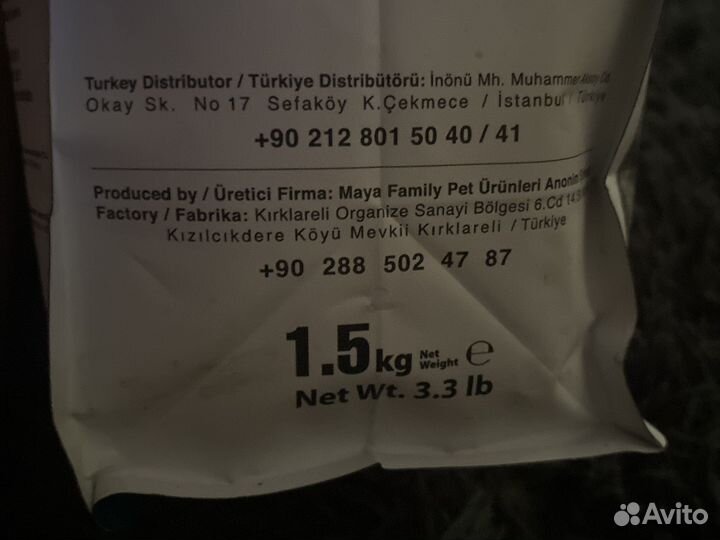 Turkey Distributor / Türkiye Distribütörü: İnönü Mh. Muhammer
Okay Sk. No 17 Sefaköy K.Çekmece / İstanbul / Türkiye
+90 212 801 50 40 / 41
Produced by / Üretici Firma: Maya Family Pet Ürünleri Anonim
Factory / Fabrika: Kırklareli Organize Sanayi Bölgesi 6.Cd
Kızılcıkdere Köyü Mevkii Kırklareli / Türkiye
+90 288 502 47 87
1.5kg Net Weight ℮
Net Wt. 3.3 lb
Avito